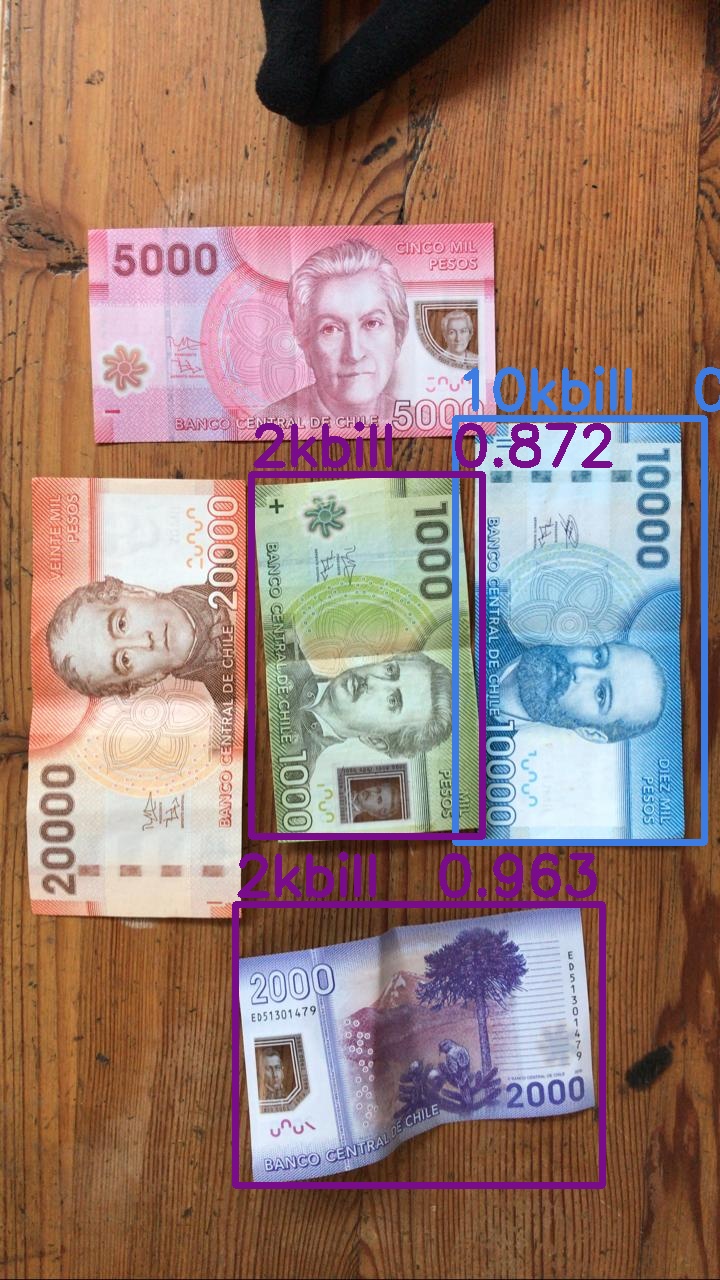 5000
CINCO MIL
PESOS
BANCO CENTRAL DE CHILE
5000
10kbill 0
2kbill 0.872
VEINTE MIL
PESOS
20000
BANCO CENTRAL DE CHILE
20000
1000
BANCO CENTRAL DE CHILE
1000
MIL
PESOS
10000
BANCO CENTRAL DE CHILE
10000
DIEZ MIL
PESOS
2kbill 0.963
2000
ED51301479
ED51301479
2000
BANCO CENTRAL DE CHILE